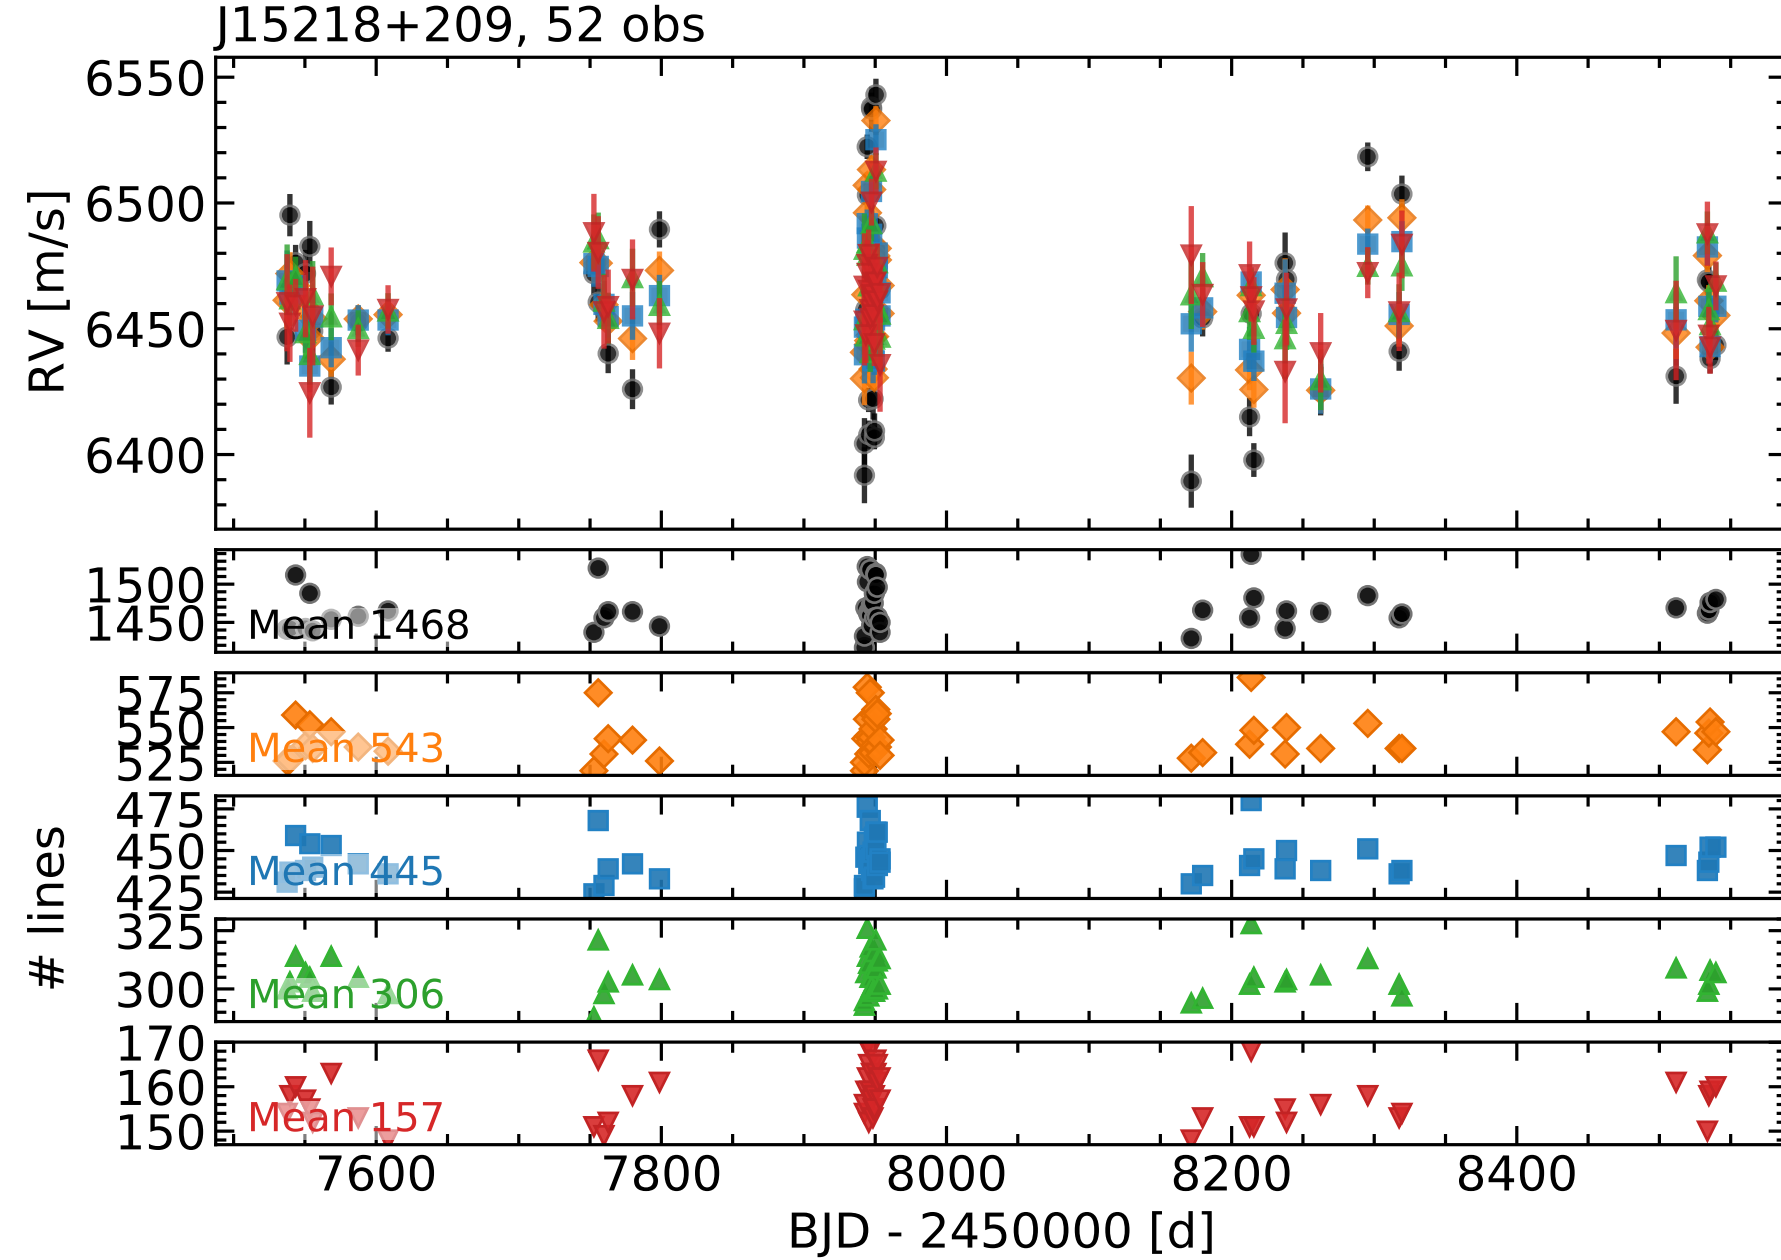 J15218+209, 52 obs
RV [m/s]
6550
6500
6450
6400
1500
1450
Mean 1468
575
550
525
Mean 543
# lines
475
450
425
Mean 445
325
300
Mean 306
170
160
150
Mean 157
7600 7800 8000 8200 8400
BJD - 2450000 [d]